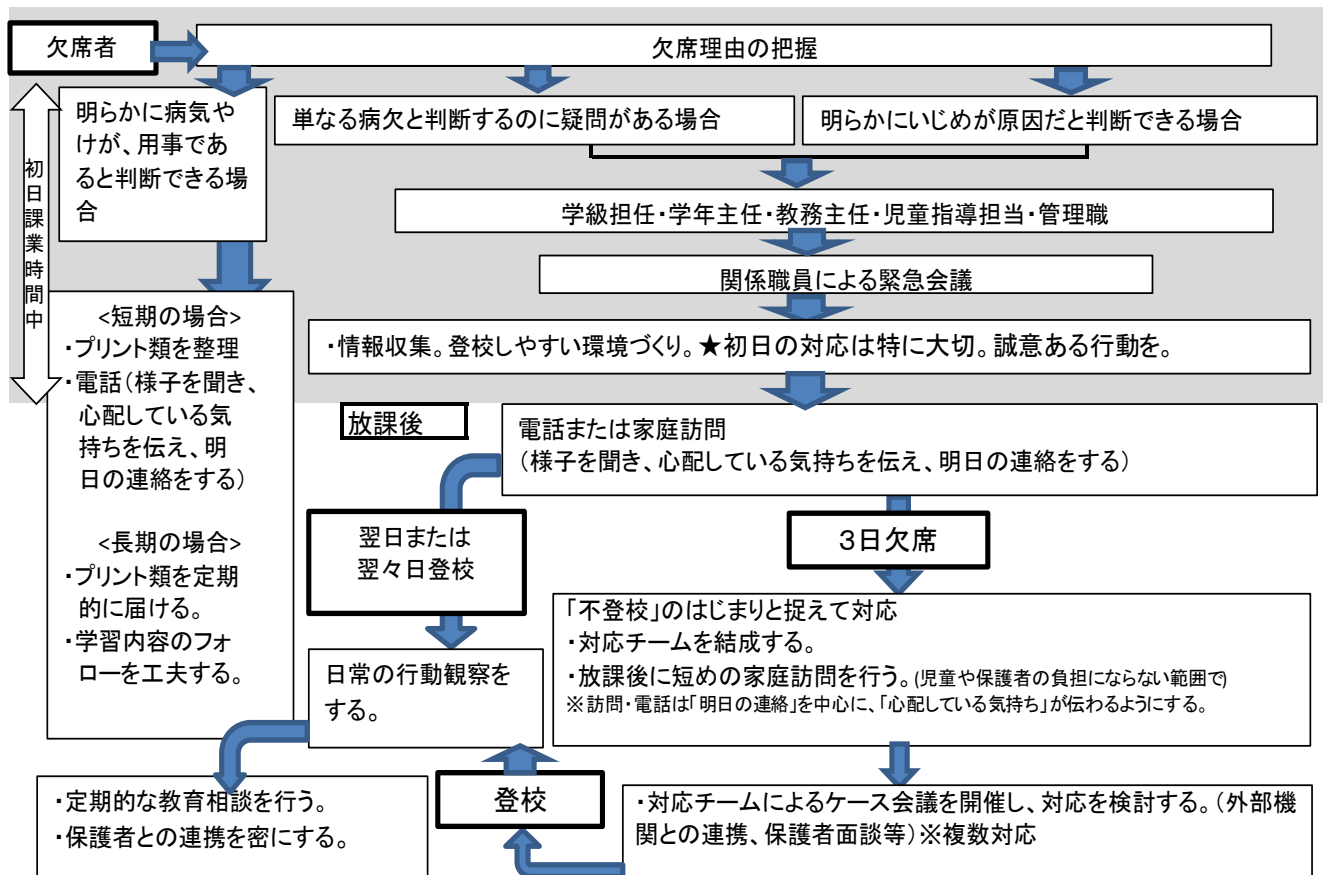 欠席者
欠席理由の把握
初日課業時間中
明らかに病気や
けが、用事であ
ると判断できる場
合
単なる病欠と判断するのに疑問がある場合
明らかにいじめが原因だと判断できる場合
学級担任・学年主任・教務主任・児童指導担当・管理職
関係職員による緊急会議
・情報収集。登校しやすい環境づくり。★初日の対応は特に大切。誠意ある行動を。
<短期の場合>
・プリント類を整理
・電話(様子を聞き、
心配している気
持ちを伝え、明
日の連絡をする)
<長期の場合>
・プリント類を定期
的に届ける。
・学習内容のフォ
ローを工夫する。
放課後
電話または家庭訪問
(様子を聞き、心配している気持ちを伝え、明日の連絡をする)
翌日または
翌々日登校
3日欠席
「不登校」のはじまりと捉えて対応
・対応チームを結成する。
・放課後に短めの家庭訪問を行う。(児童や保護者の負担にならない範囲で)
※訪問・電話は「明日の連絡」を中心に、「心配している気持ち」が伝わるようにする。
日常の行動観察を
する。
登校
・定期的な教育相談を行う。
・保護者との連携を密にする。
・対応チームによるケース会議を開催し、対応を検討する。(外部機
関との連携、保護者面談等)※複数対応